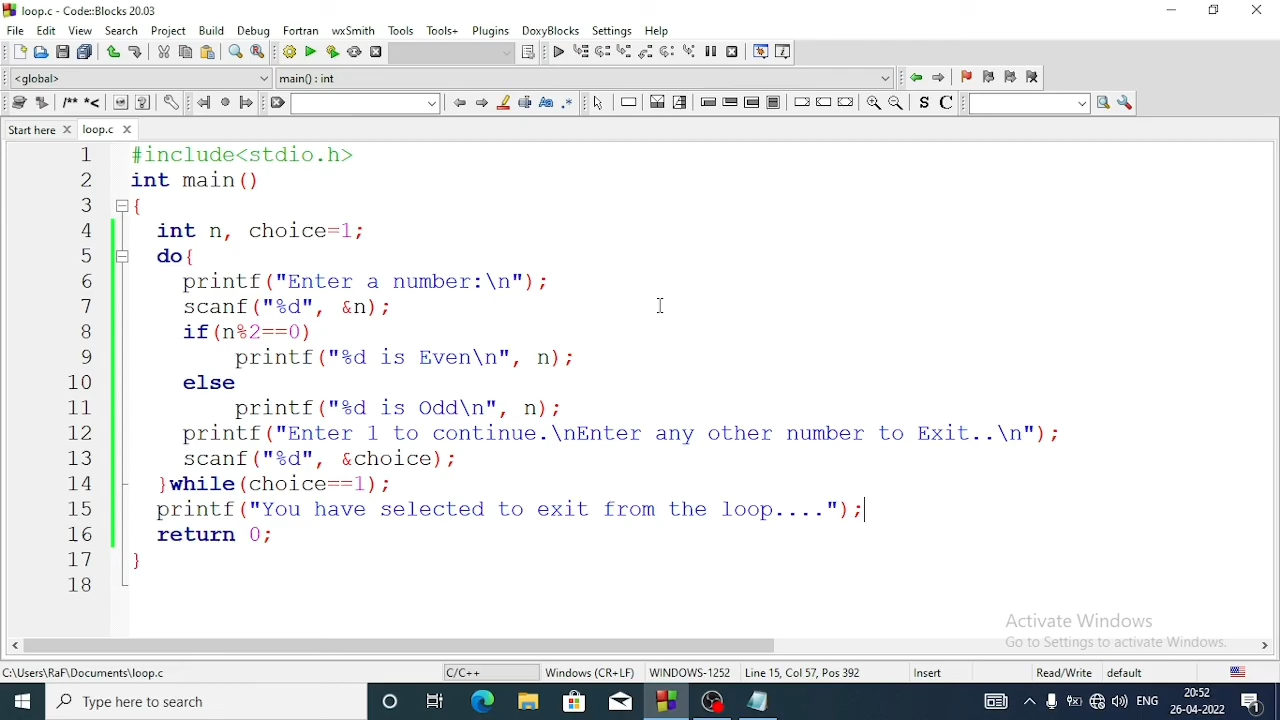 loop.c - Code::Blocks 20.03
File Edit View Search Project Build Debug Fortran wxSmith Tools Tools+ Plugins DoxyBlocks Settings Help
<global> main() : int
/** *< S C
Start here loop.c
1 #include<stdio.h>
2 int main()
3 {
4 int n, choice=1;
5 do{
6 printf("Enter a number:\n");
7 scanf("%d", &n);
8 if(n%2==0)
9 printf("%d is Even\n", n);
10 else
11 printf("%d is Odd\n", n);
12 printf("Enter 1 to continue.\nEnter any other number to Exit..\n");
13 scanf("%d", &choice);
14 }while(choice==1);
15 printf("You have selected to exit from the loop....");
16 return 0;
17 }
18
Activate Windows
Go to Settings to activate Windows.
C:\Users\RaF\Documents\loop.c C/C++ Windows (CR+LF) WINDOWS-1252 Line 15, Col 57, Pos 392 Insert Read/Write default
Type here to search ENG 20:52
26-04-2022 1